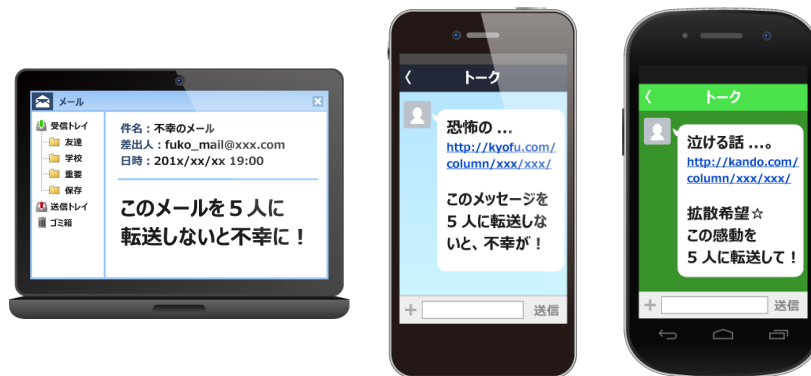 メール
受信トレイ
友達
学校
重要
保存
送信トレイ
ゴミ箱
件名：不幸のメール
差出人：fuko_mail@xxx.com
日時：201x/xx/xx 19:00
このメールを５人に
転送しないと不幸に！
トーク
恐怖の ...
http://kyofu.com/
column/xxx/xxx/
このメッセージを
５人に転送しな
いと、不幸が！
送信
トーク
泣ける話 ...。
http://kando.com/
column/xxx/xxx/
拡散希望☆
この感動を
５人に転送して！
送信